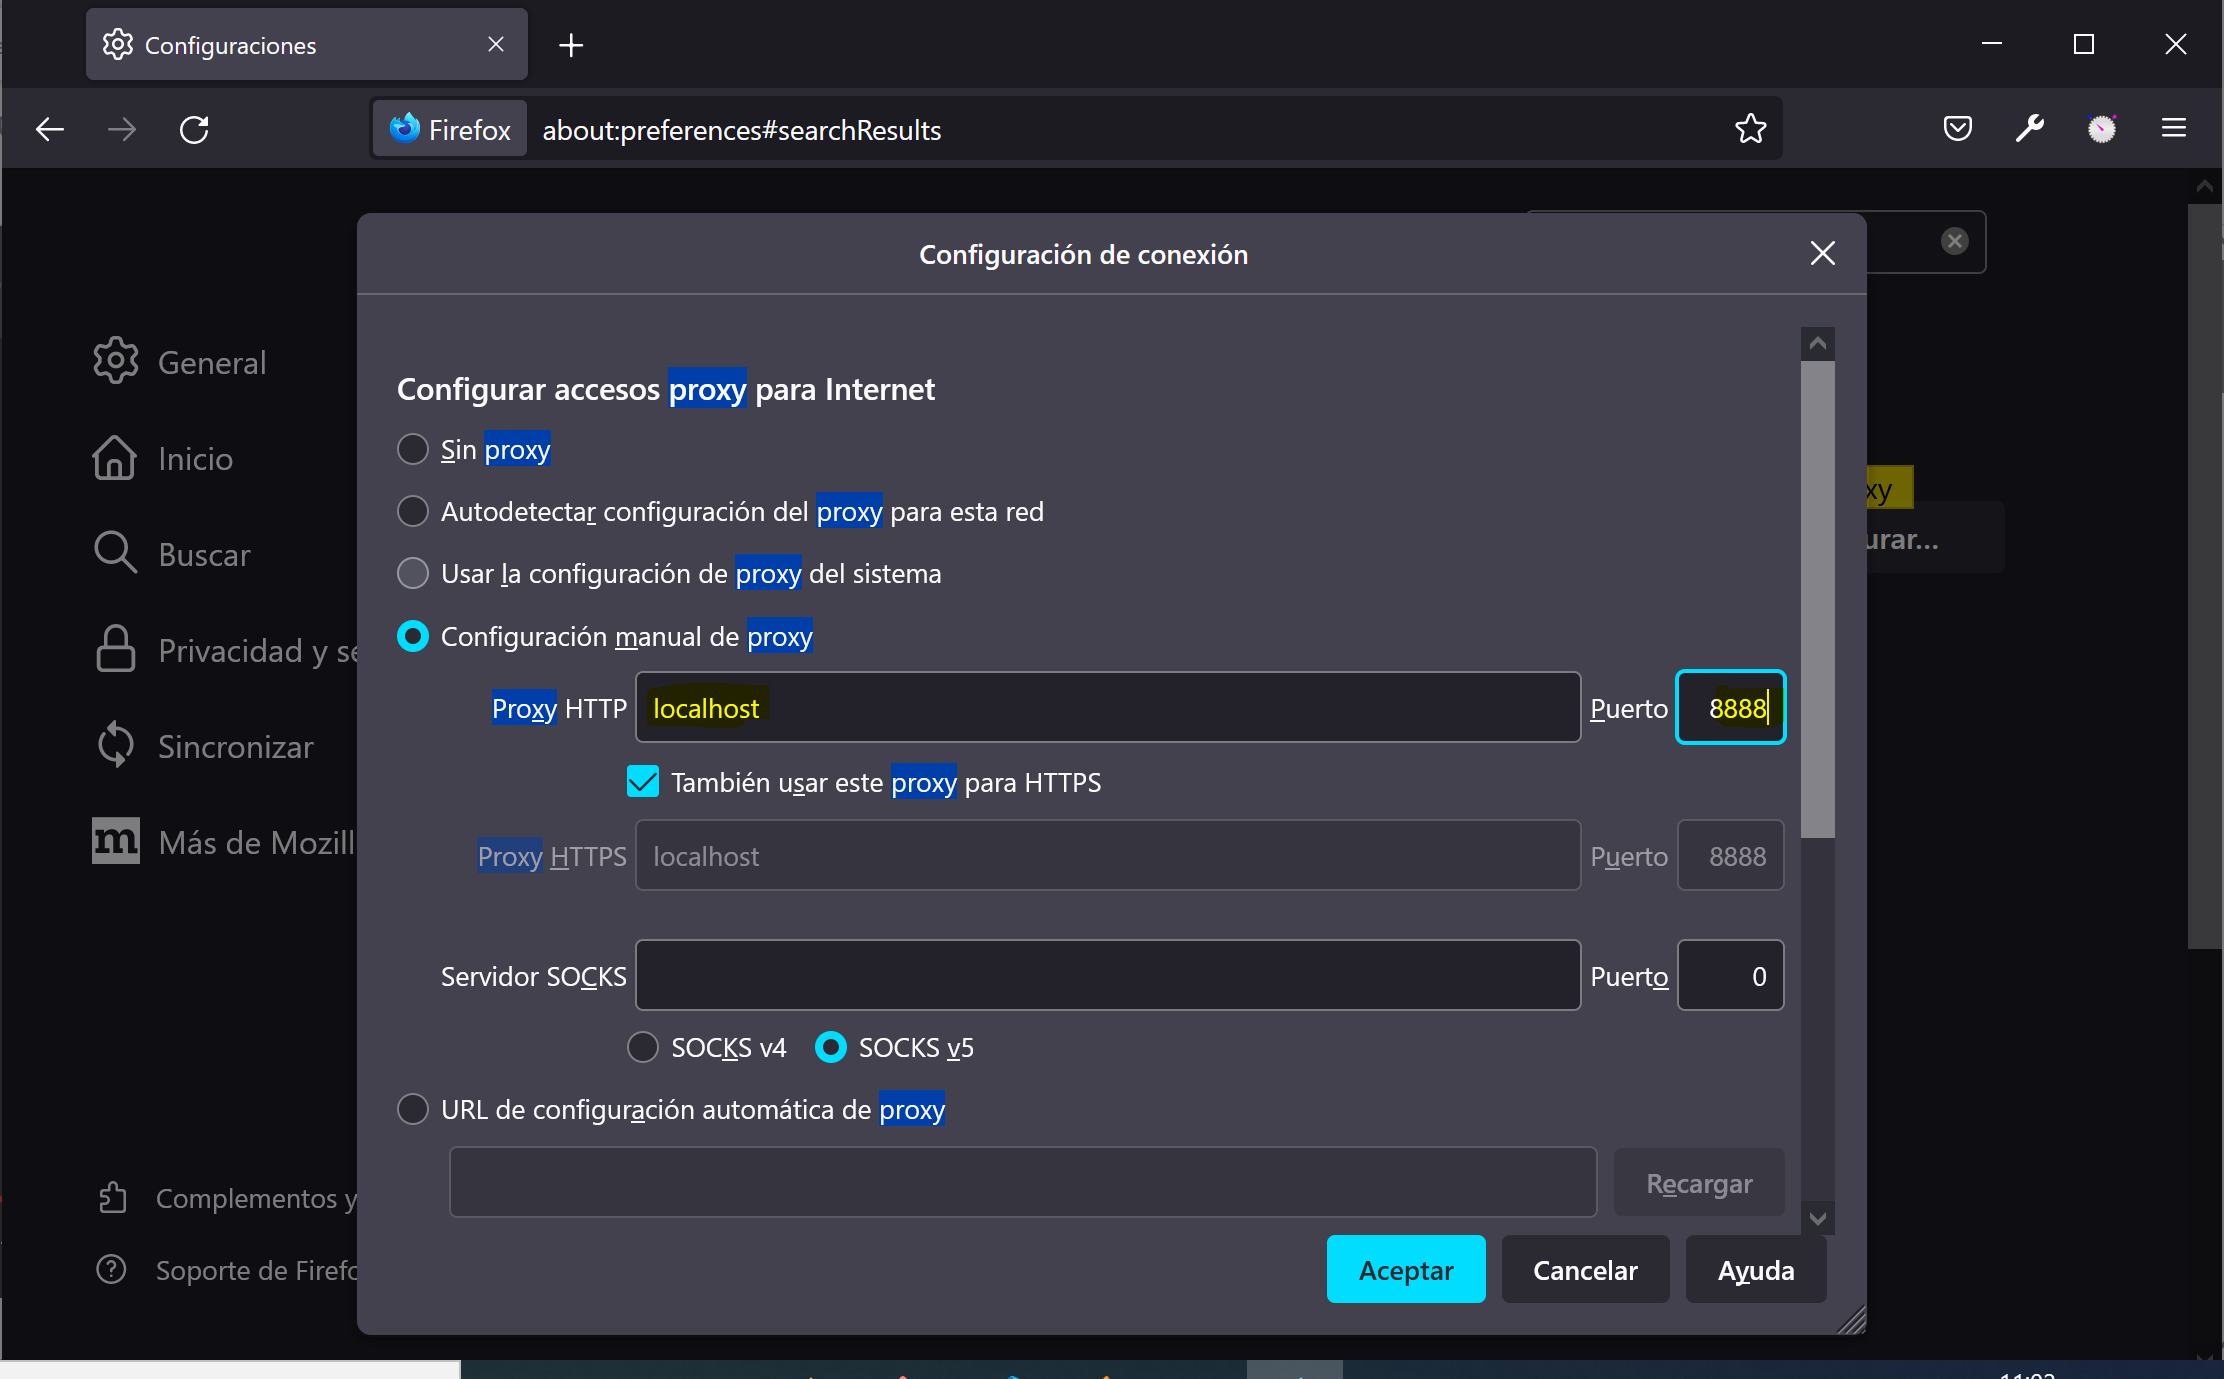 Configuraciones
Firefox about:preferences#searchResults
Configuración de conexión
General
Inicio
Buscar
Privacidad y se
Sincronizar
Más de Mozill
Complementos y
Soporte de Firefo
xy
urar...
Configurar accesos proxy para Internet
Sin proxy
Autodetectar configuración del proxy para esta red
Usar la configuración de proxy del sistema
Configuración manual de proxy
Proxy HTTP localhost Puerto 8888
También usar este proxy para HTTPS
Proxy HTTPS localhost Puerto 8888
Servidor SOCKS Puerto 0
SOCKS v4 SOCKS v5
URL de configuración automática de proxy
Recargar
Aceptar Cancelar Ayuda